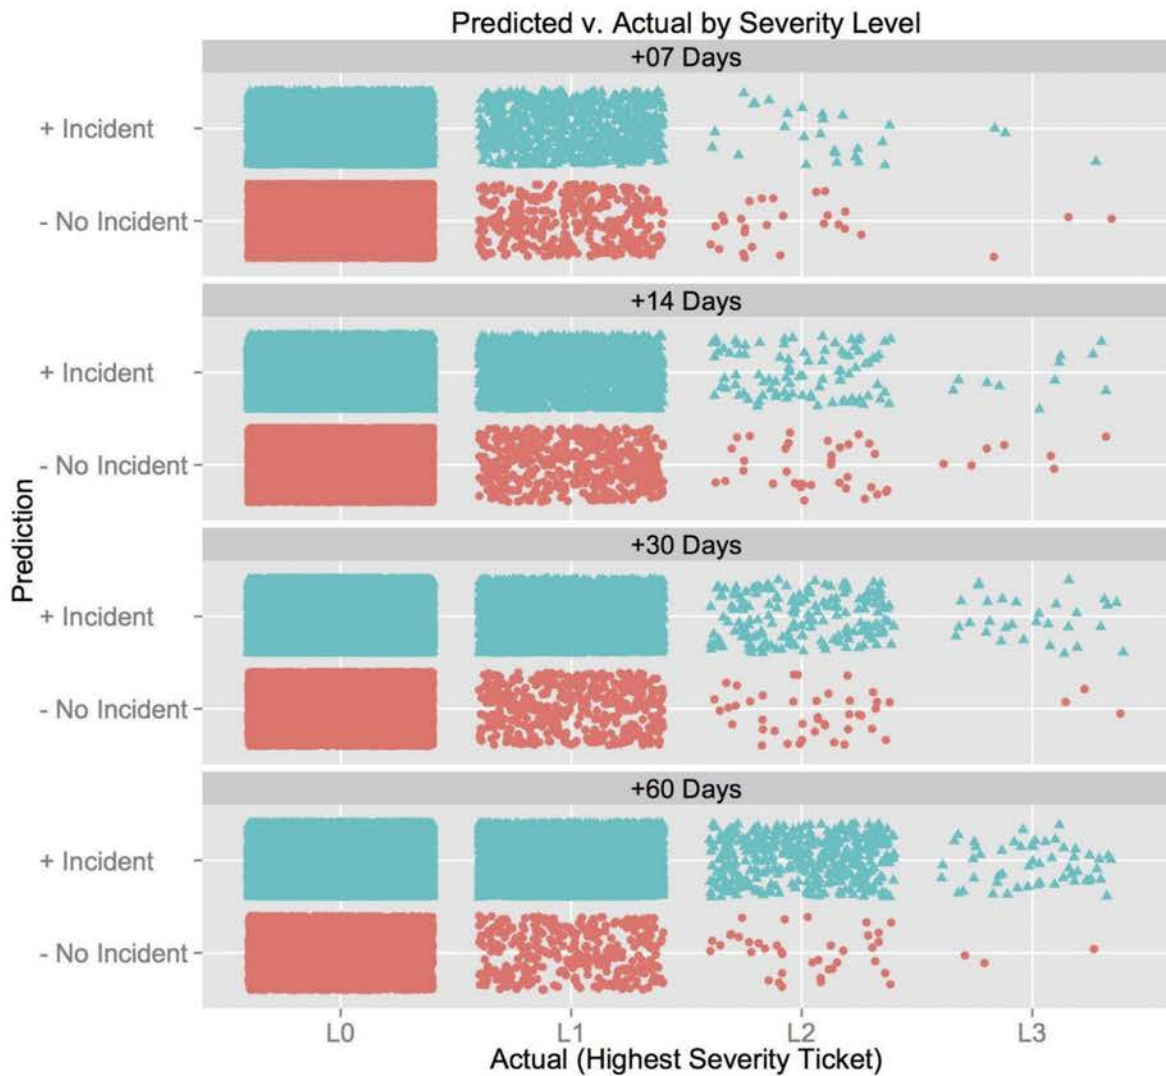 Predicted v. Actual by Severity Level
+07 Days
+ Incident
- No Incident
+14 Days
+ Incident
- No Incident
+30 Days
+ Incident
- No Incident
+60 Days
+ Incident
- No Incident
Prediction
L0 L1 L2 L3
Actual (Highest Severity Ticket)